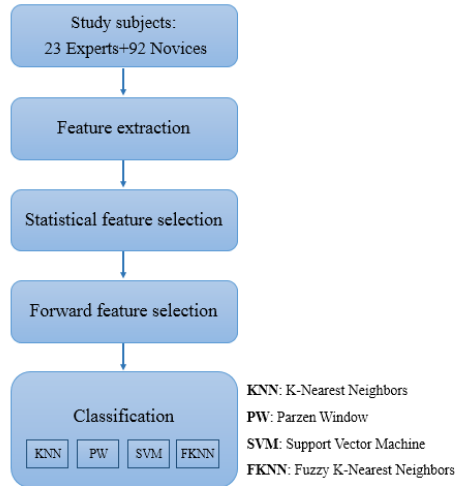 Study subjects:
23 Experts+92 Novices
Feature extraction
Statistical feature selection
Forward feature selection
Classification
KNN PW SVM FKNN
KNN: K-Nearest Neighbors
PW: Parzen Window
SVM: Support Vector Machine
FKNN: Fuzzy K-Nearest Neighbors